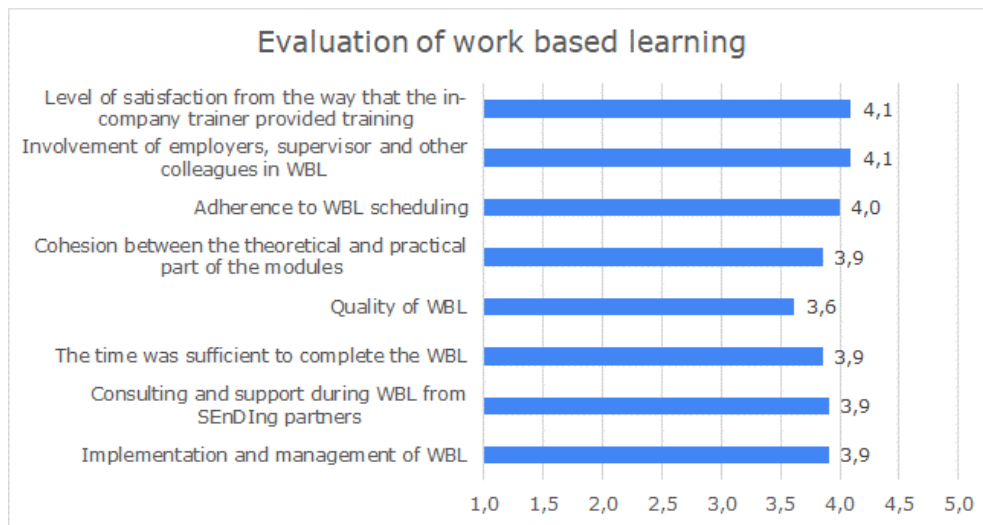 Evaluation of work based learning
Level of satisfaction from the way that the in-
company trainer provided training
4,1
Involvement of employers, supervisor and other
colleagues in WBL
4,1
Adherence to WBL scheduling
4,0
Cohesion between the theoretical and practical
part of the modules
3,9
Quality of WBL
3,6
The time was sufficient to complete the WBL
3,9
Consulting and support during WBL from
SEnDIng partners
3,9
Implementation and management of WBL
3,9
1,0 1,5 2,0 2,5 3,0 3,5 4,0 4,5 5,0